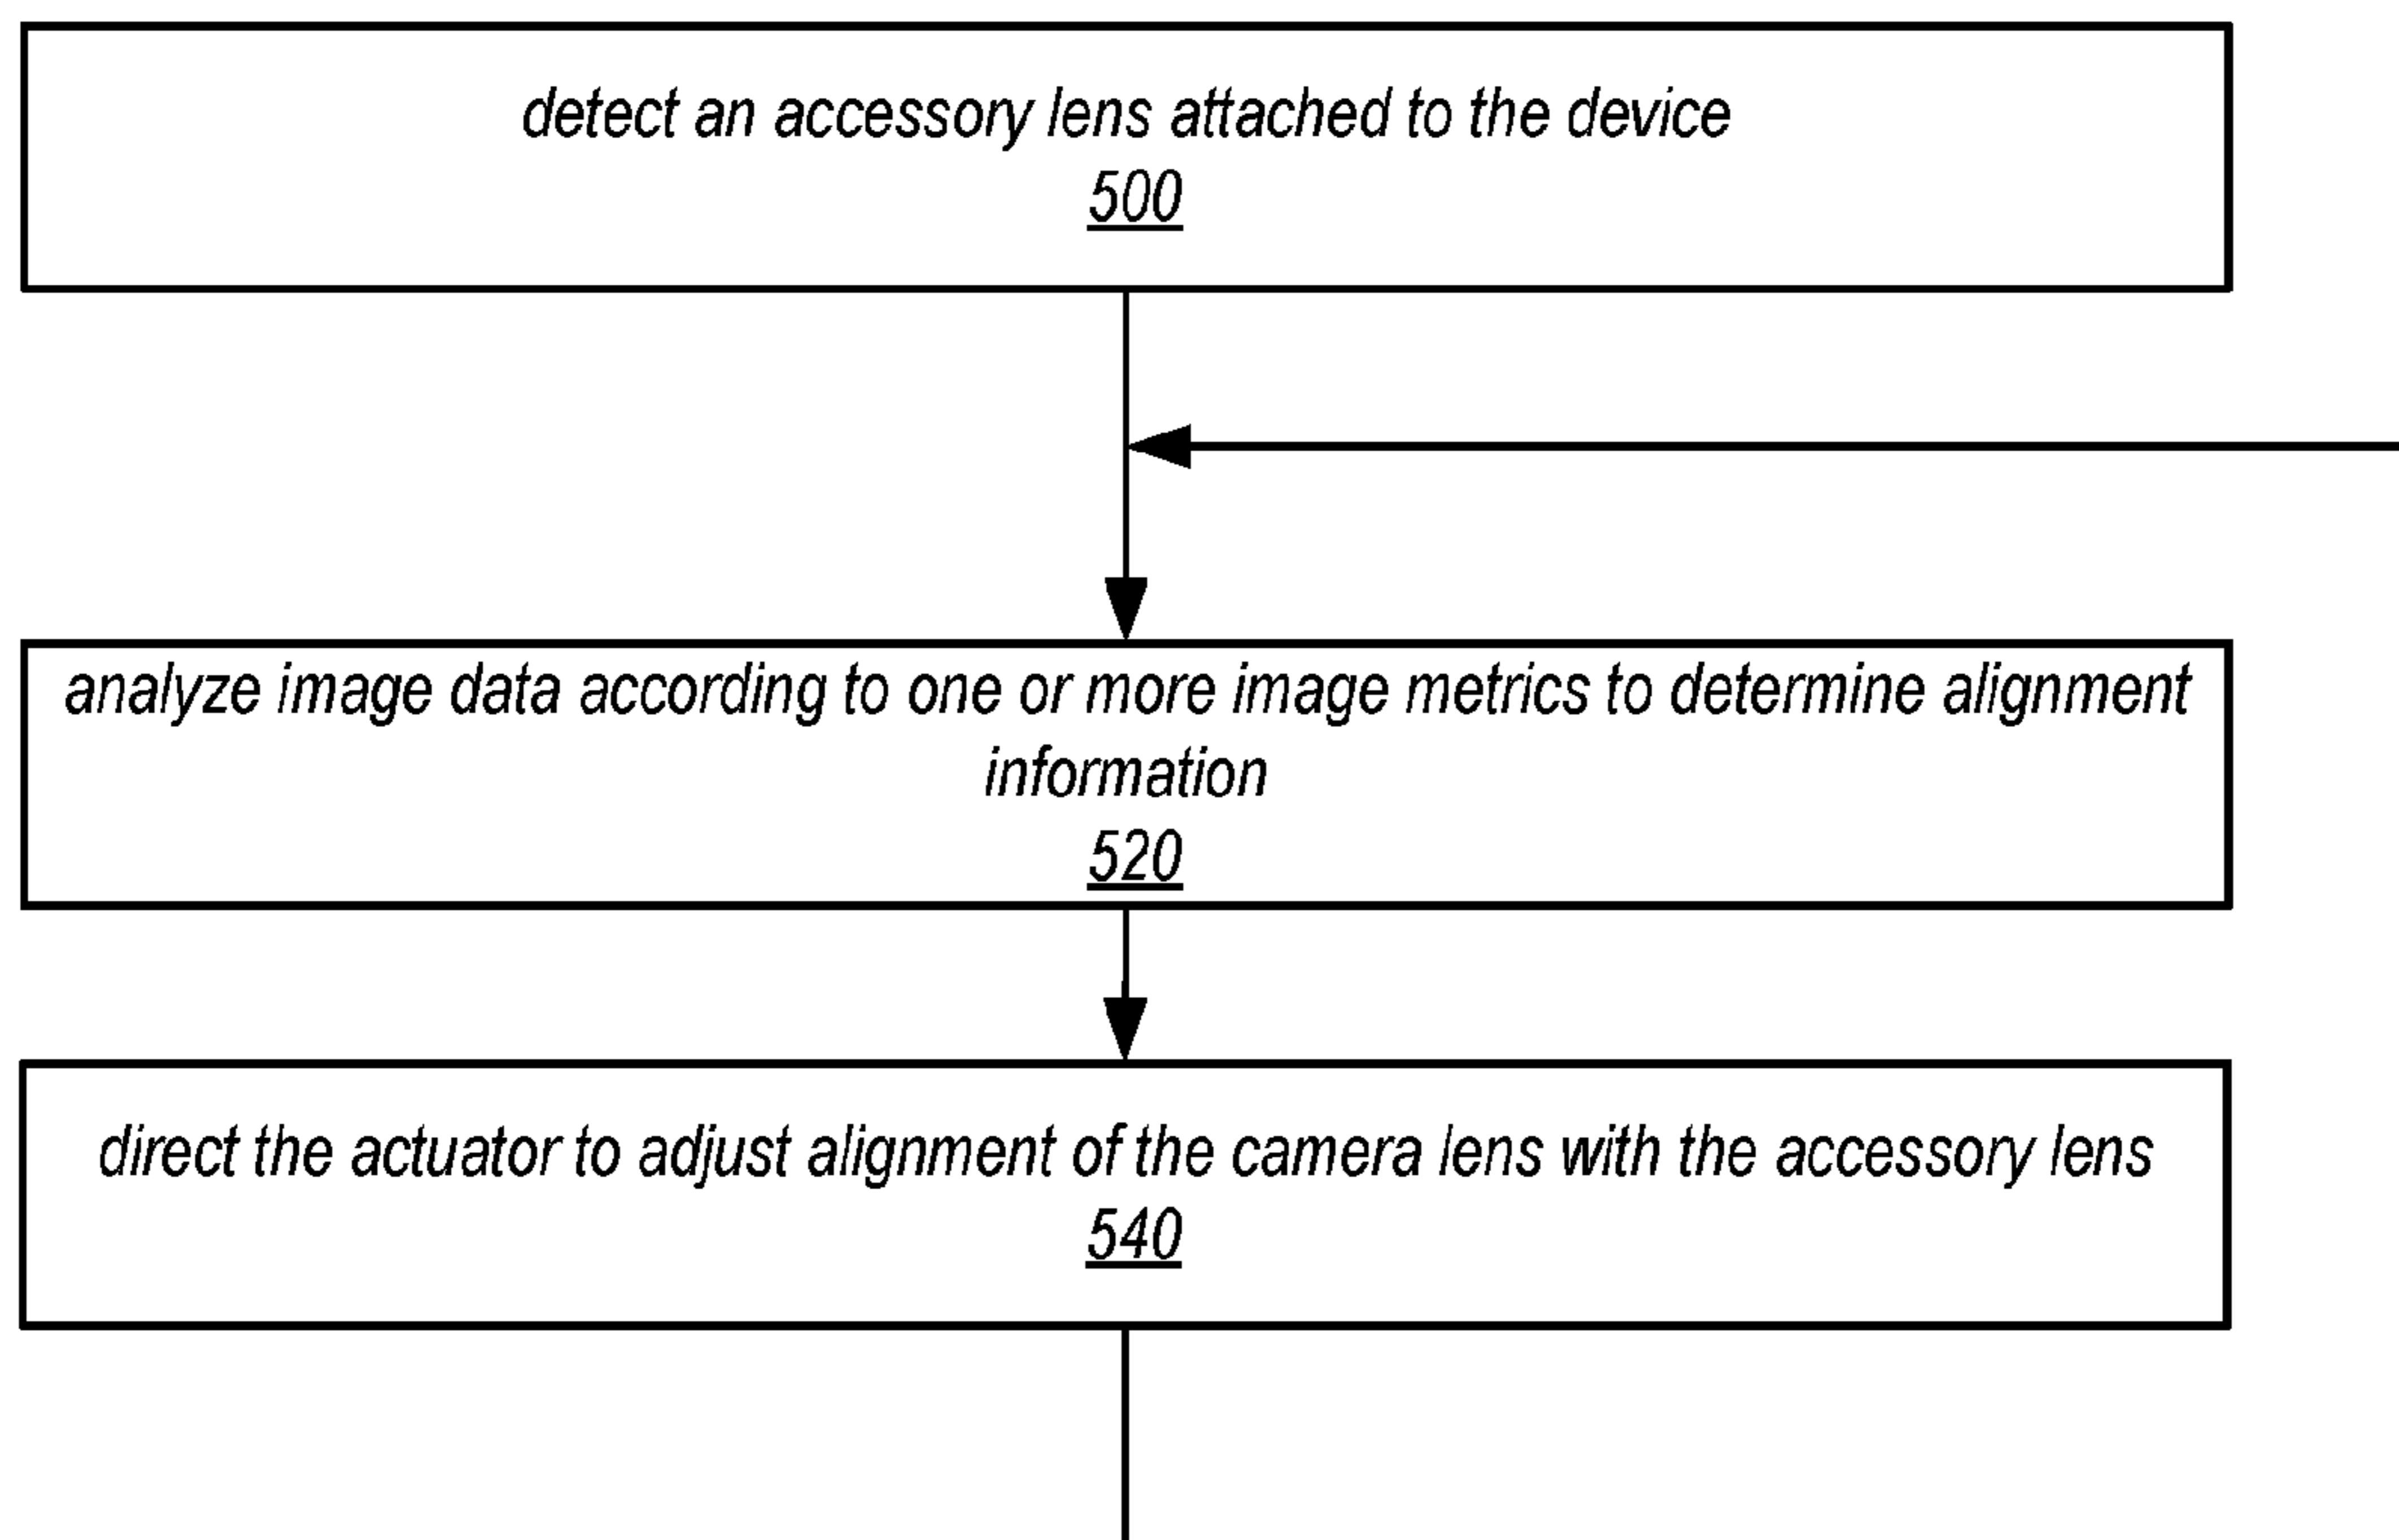 detect an accessory lens attached to the device
500
analyze image data according to one or more image metrics to determine alignment
information
520
direct the actuator to adjust alignment of the camera lens with the accessory lens
540